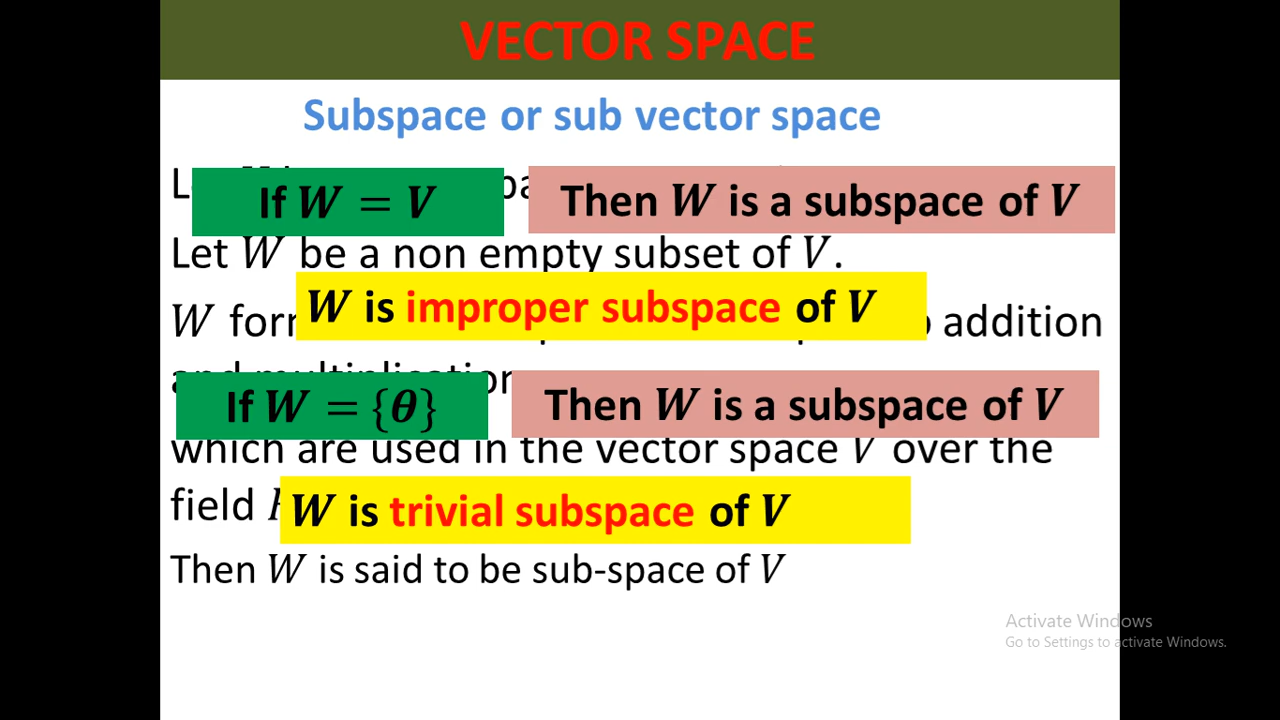 VECTOR SPACE
Subspace or sub vector space
If W = V
Then W is a subspace of V
Let W be a non empty subset of V.
W is improper subspace of V
W addition
If W = {θ}
Then W is a subspace of V
which are used in the vector space V over the
field
W is trivial subspace of V
Then W is said to be sub-space of V
Activate Windows
Go to Settings to activate Windows.